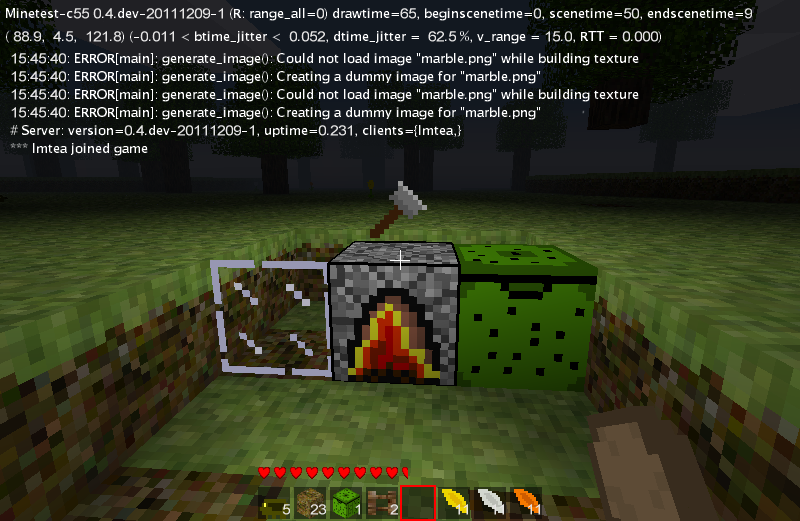 Minetest-c55 0.4.dev-20111209-1 (R: range_all=0) drawtime=65, beginscenetime=0, scenetime=50, endscenetime=9
( 88.9, 4.5, 121.8) (-0.011 < btime_jitter < 0.052, dtime_jitter = 62.5 %, v_range = 15.0, RTT = 0.000)
15:45:40: ERROR[main]: generate_image(): Could not load image "marble.png" while building texture
15:45:40: ERROR[main]: generate_image(): Creating a dummy image for "marble.png"
15:45:40: ERROR[main]: generate_image(): Could not load image "marble.png" while building texture
15:45:40: ERROR[main]: generate_image(): Creating a dummy image for "marble.png"
# Server: version=0.4.dev-20111209-1, uptime=0.231, clients={lmtea,}
*** lmtea joined game
5 23 1 2 11